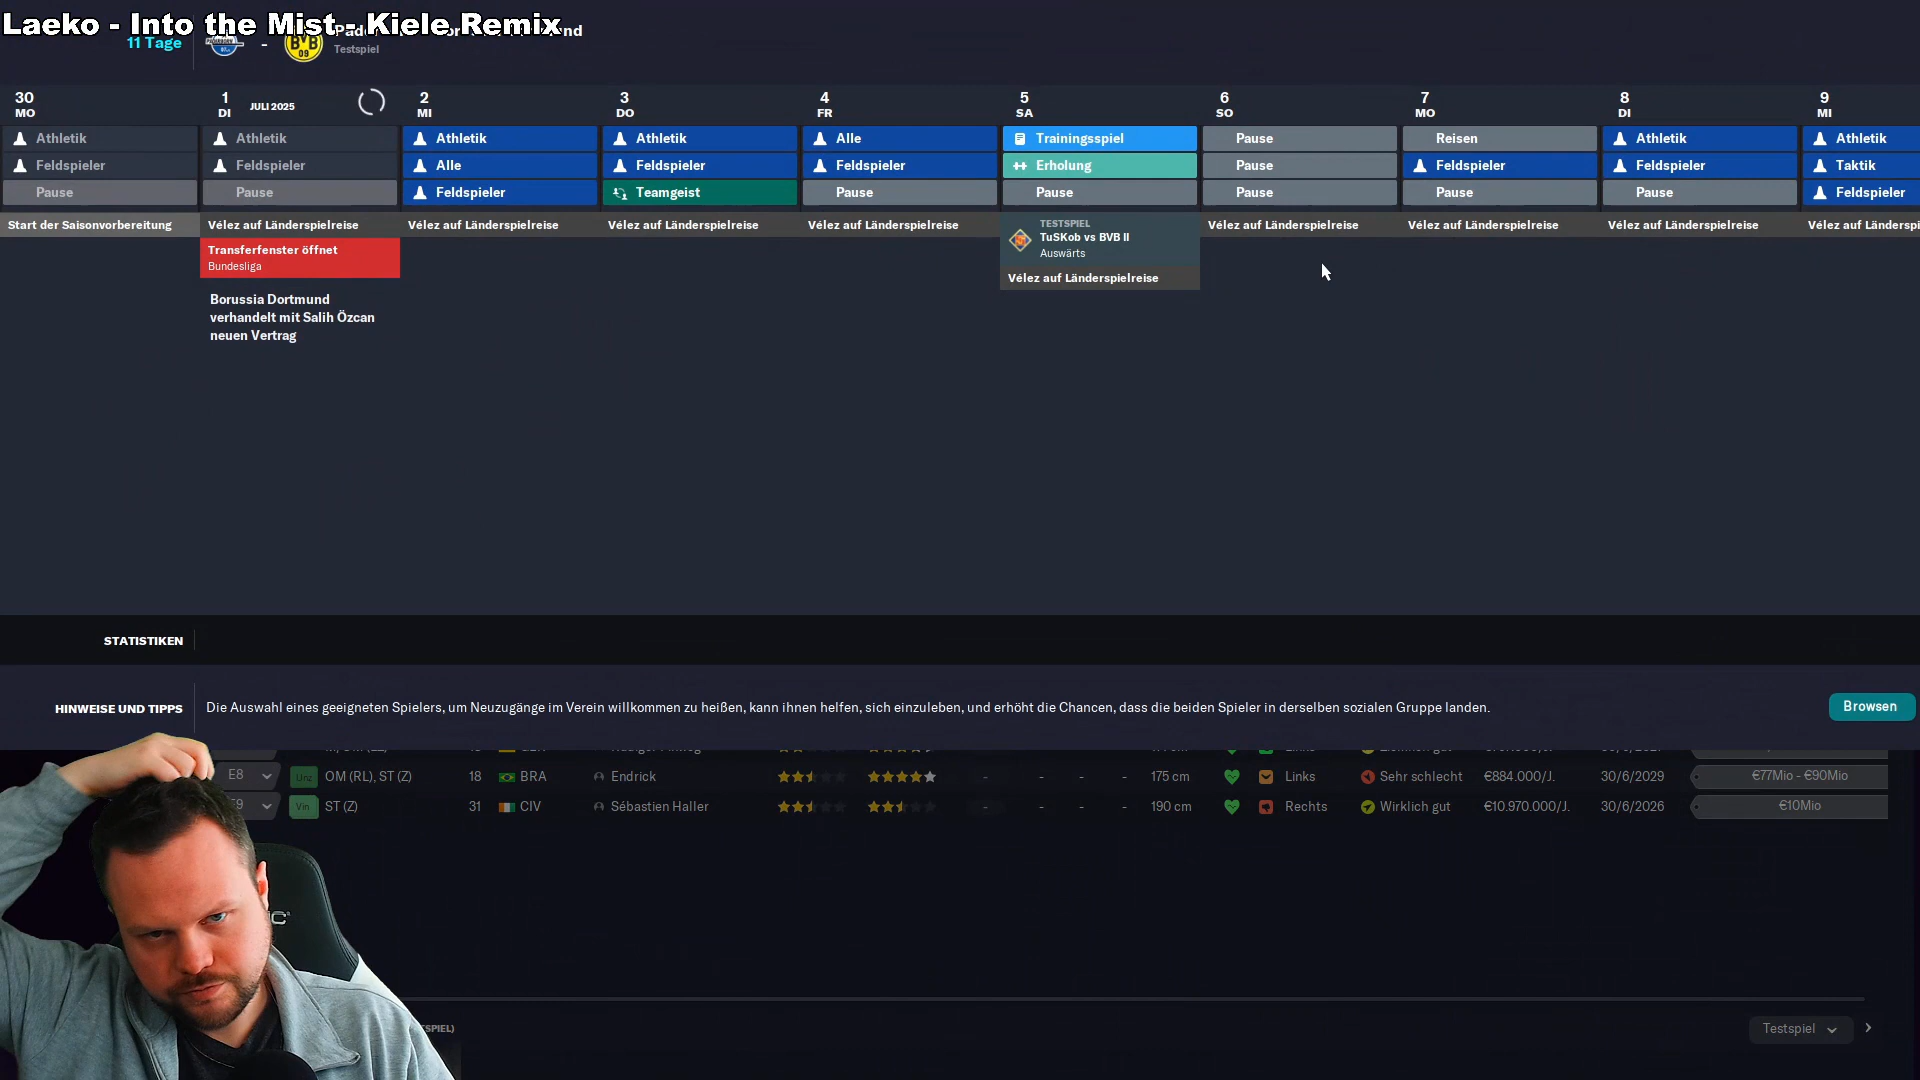 Laeko - Into the Mist - Kiele Remix
11 Tage
Testspiel
30
MO
1
DI
JULI 2025
2
MI
3
DO
4
FR
5
SA
6
SO
7
MO
8
DI
9
MI
Athletik
Athletik
Athletik
Athletik
Alle
Trainingsspiel
Pause
Reisen
Athletik
Athletik
Feldspieler
Feldspieler
Alle
Feldspieler
Feldspieler
Erholung
Pause
Feldspieler
Feldspieler
Taktik
Pause
Pause
Feldspieler
Teamgeist
Pause
Pause
Pause
Pause
Pause
Feldspieler
Start der Saisonvorbereitung
Vélez auf Länderspielreise
Vélez auf Länderspielreise
Vélez auf Länderspielreise
Vélez auf Länderspielreise
TESTSPIEL
TuSKob vs BVB II
Auswärts
Vélez auf Länderspielreise
Vélez auf Länderspielreise
Vélez auf Länderspielreise
Vélez auf Länderspielreise
Vélez auf Länderspi
Transferfenster öffnet
Bundesliga
Borussia Dortmund
verhandelt mit Salih Özcan
neuen Vertrag
STATISTIKEN
HINWEISE UND TIPPS
Die Auswahl eines geeigneten Spielers, um Neuzugänge im Verein willkommen zu heißen, kann ihnen helfen, sich einzuleben, und erhöht die Chancen, dass die beiden Spieler in derselben sozialen Gruppe landen.
Browsen
E8 Unz OM (RL), ST (Z) 18 BRA Endrick - - - - 175 cm Links Sehr schlecht €884.000/J. 30/6/2029 €77Mio - €90Mio
E9 Vin ST (Z) 31 CIV Sébastien Haller - - - - 190 cm Rechts Wirklich gut €10.970.000/J. 30/6/2026 €10Mio
Testspiel